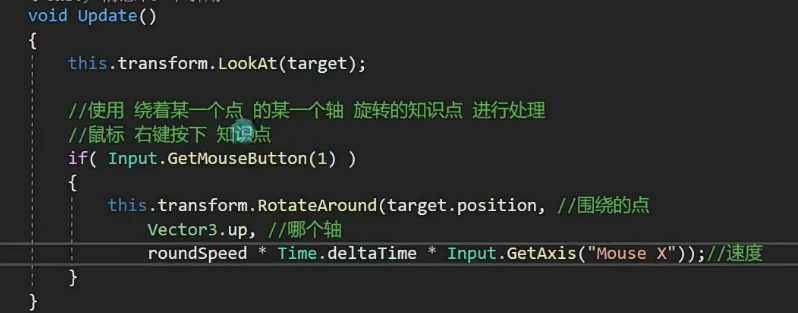 void Update()
{
this.transform.LookAt(target);
//使用 绕着某一个点 的某一个轴 旋转的知识点 进行处理
//鼠标 右键按下 知识点
if( Input.GetMouseButton(1) )
{
this.transform.RotateAround(target.position, //围绕的点
Vector3.up, //哪个轴
roundSpeed * Time.deltaTime * Input.GetAxis("Mouse X"));//速度
}
}